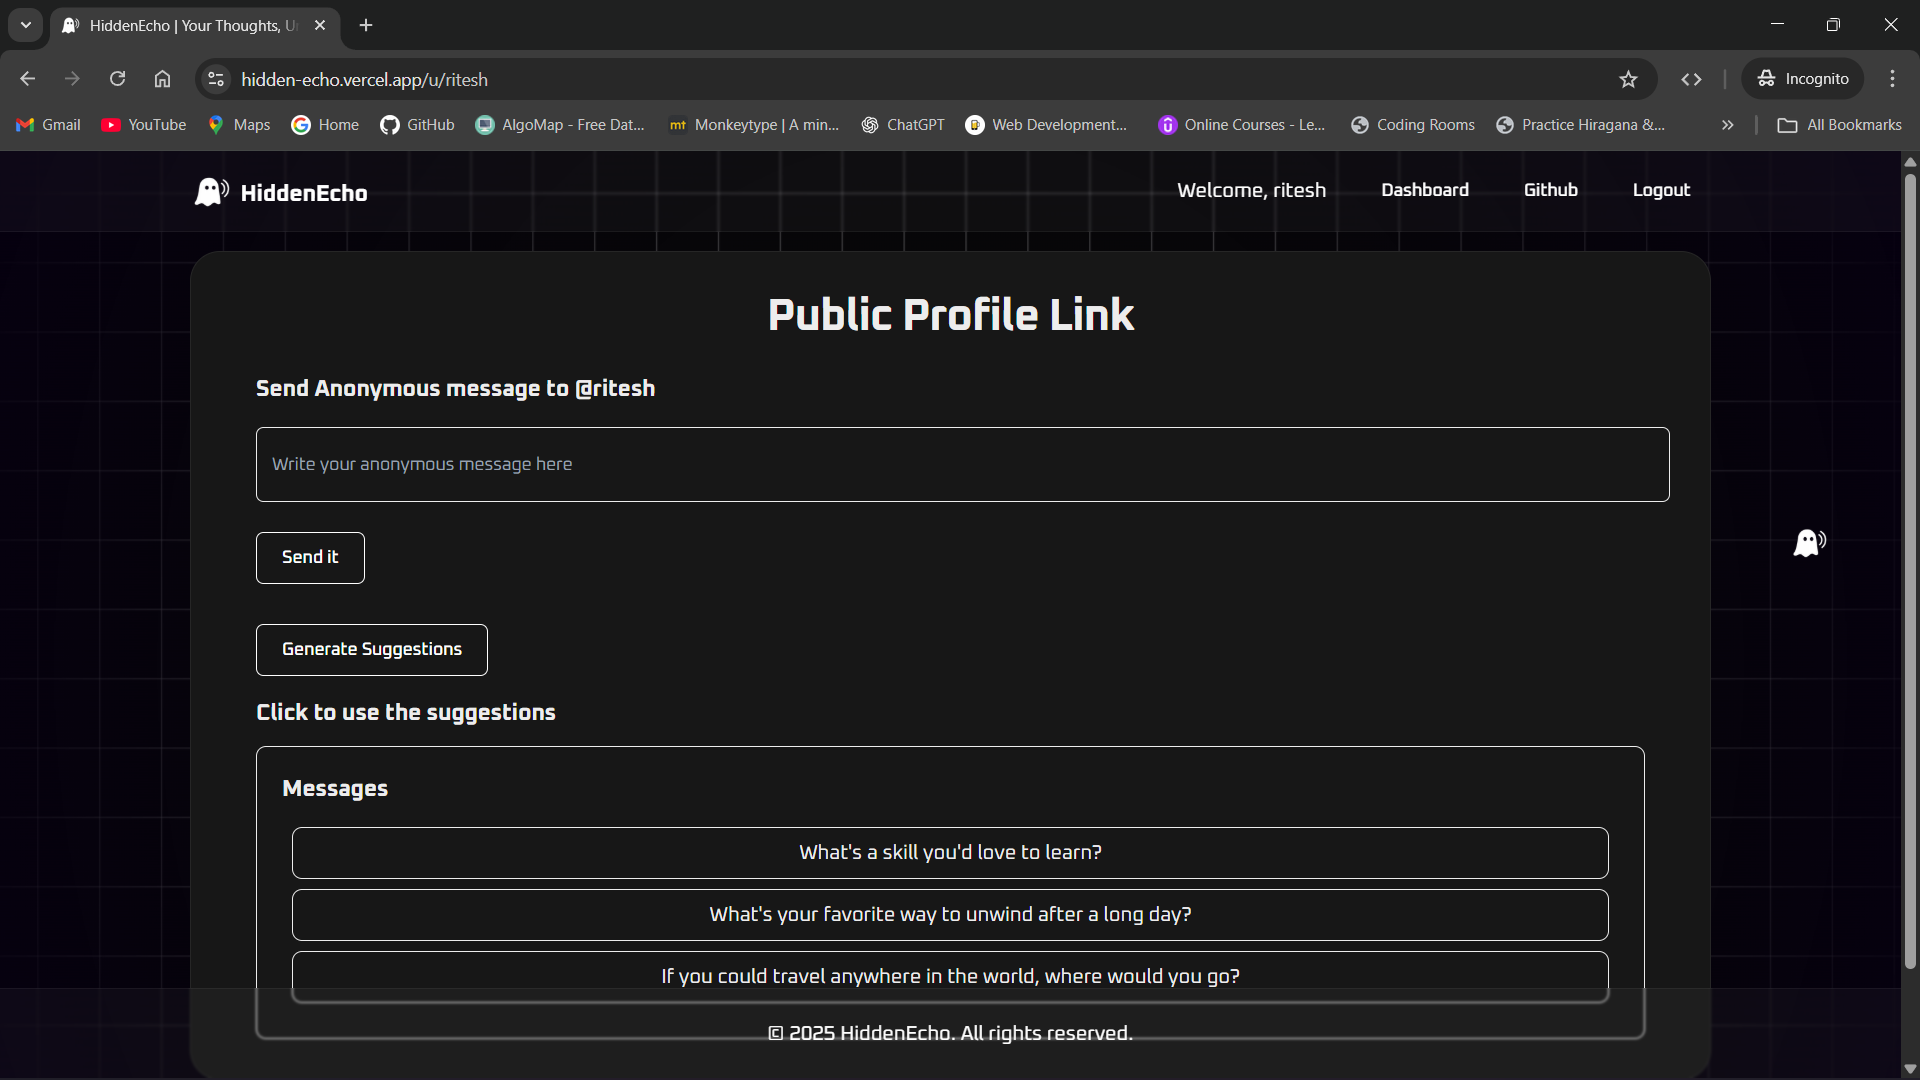 HiddenEcho | Your Thoughts, U
hidden-echo.vercel.app/u/ritesh
Incognito
Gmail YouTube Maps Home GitHub AlgoMap - Free Dat... mt Monkeytype | A min... ChatGPT Web Development... Online Courses - Le... Coding Rooms Practice Hiragana &... » All Bookmarks
HiddenEcho Welcome, ritesh Dashboard Github Logout
Public Profile Link
Send Anonymous message to @ritesh
Write your anonymous message here
Send it
Generate Suggestions
Click to use the suggestions
Messages
What's a skill you'd love to learn?
What's your favorite way to unwind after a long day?
If you could travel anywhere in the world, where would you go?
© 2025 HiddenEcho. All rights reserved.